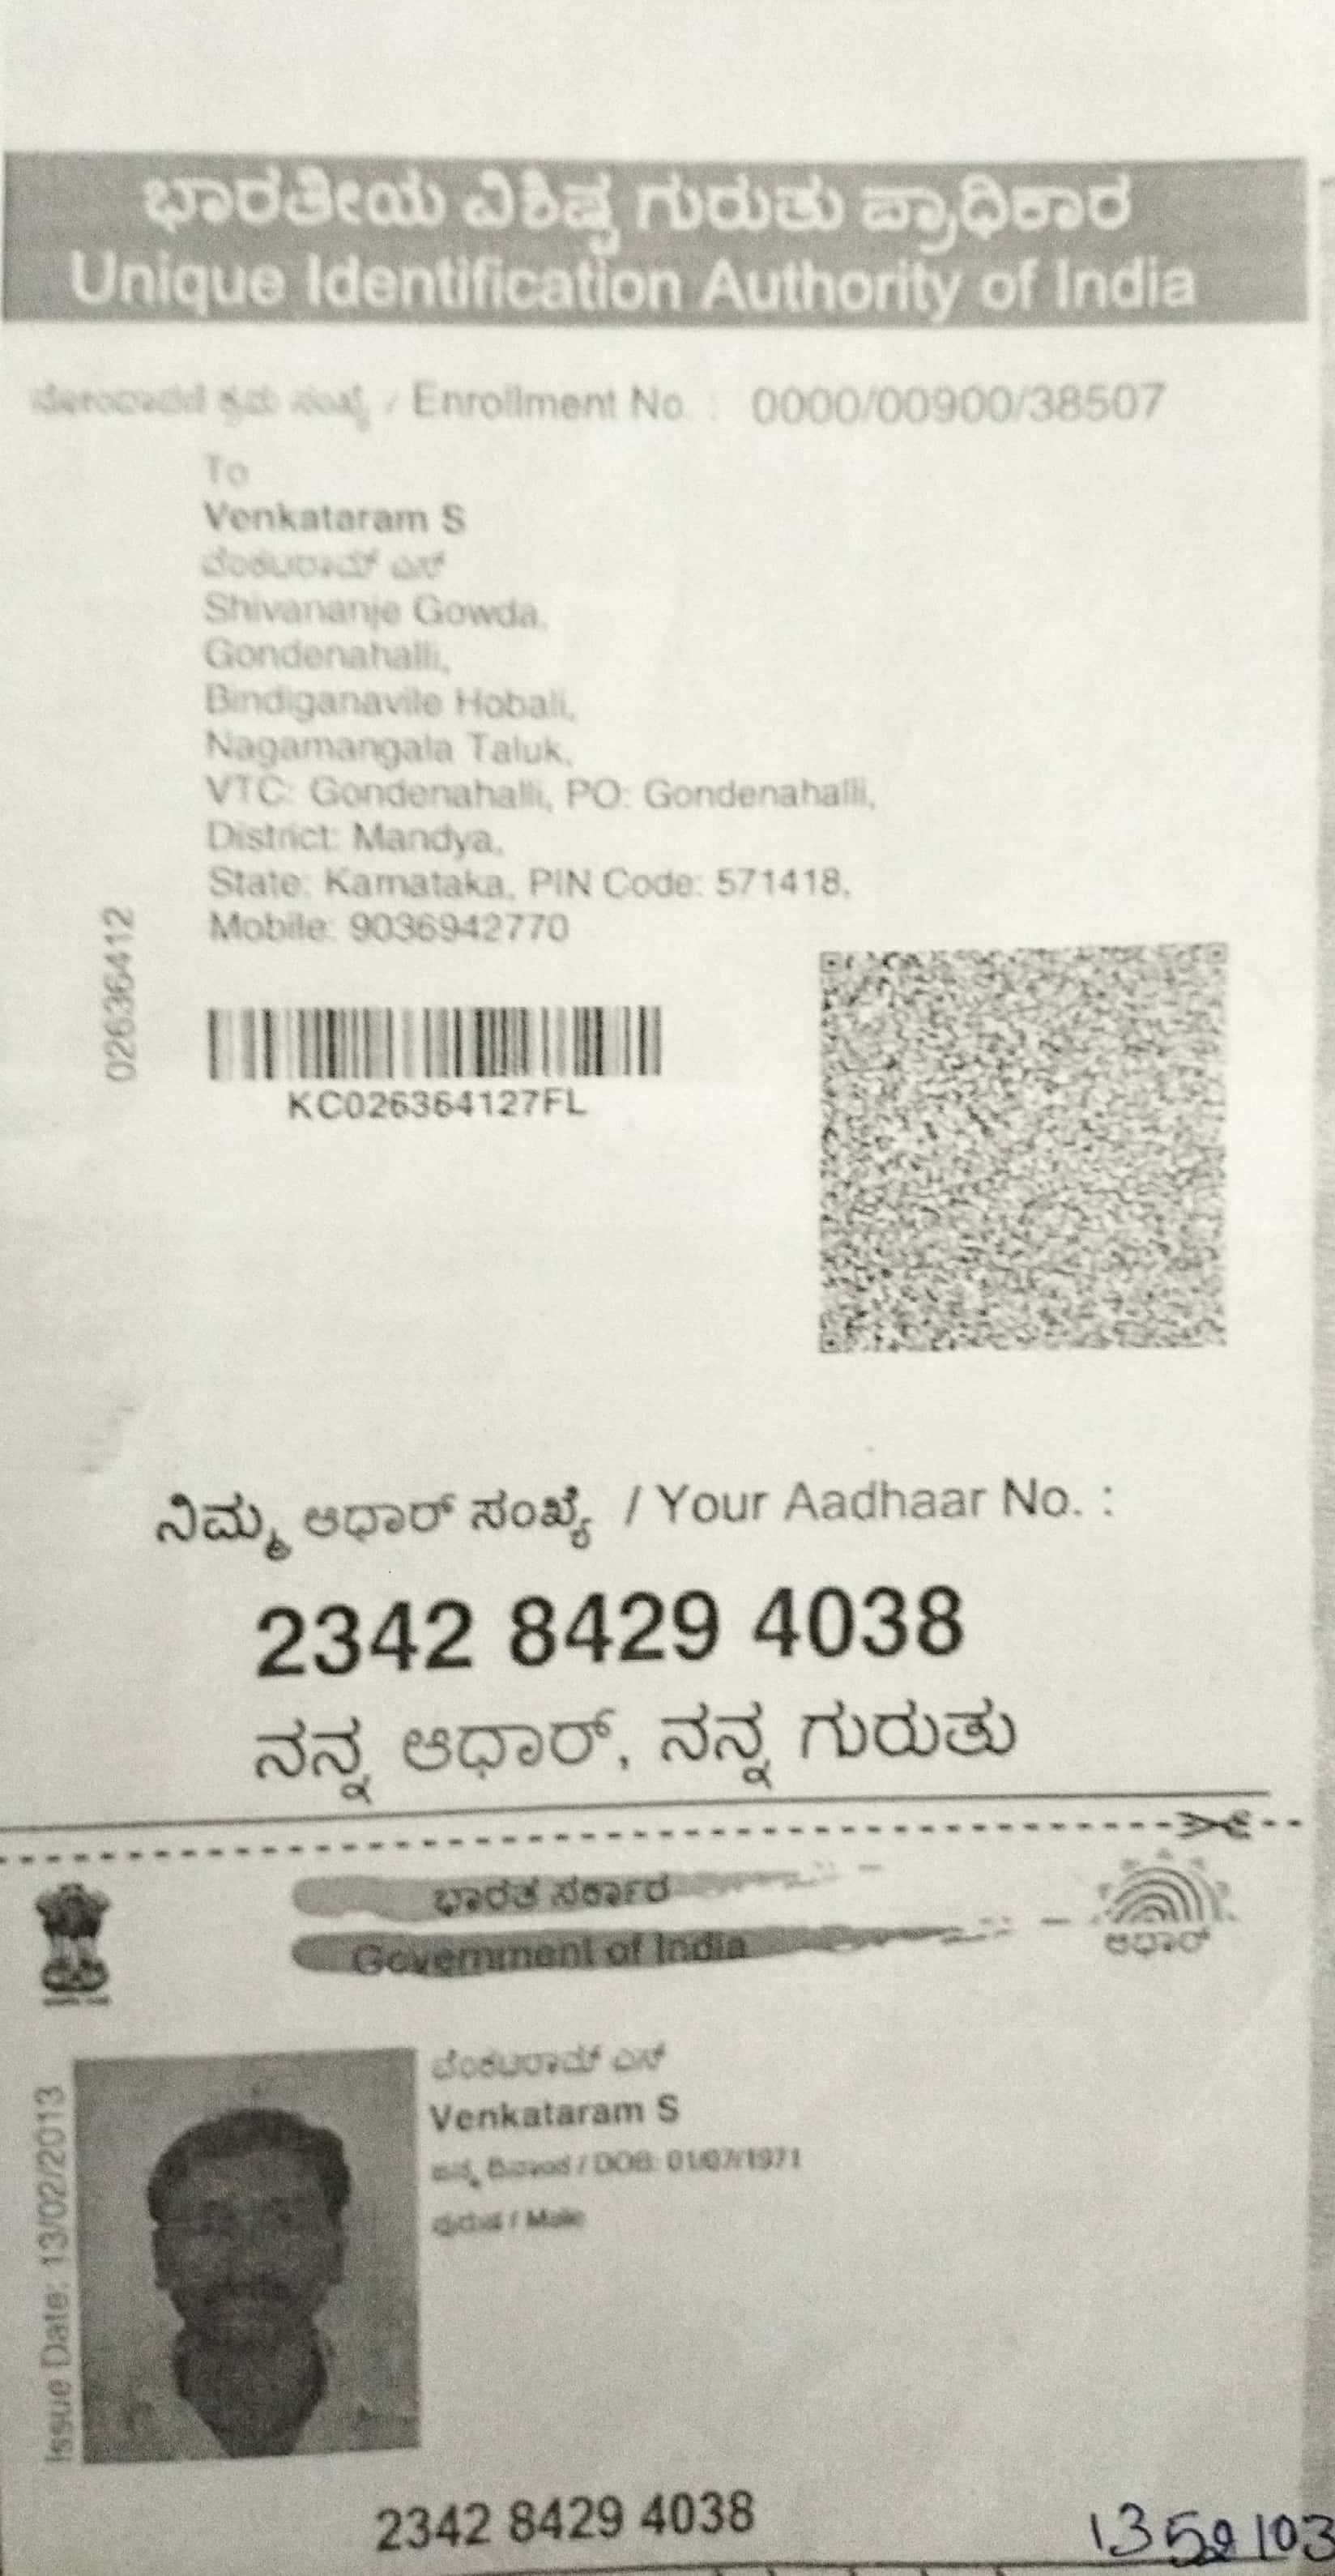 ಭಾರತೀಯ ವಿಶಿಷ್ಟ ಗುರುತು ಪ್ರಾಧಿಕಾರ
Unique Identification Authority of India
/ Enrollment No. : 0000/00900/38507
To
Venkataram S
ವೆಂಕಟರಾಮ್ ಎಸ್
Shivananje Gowda,
Gondenahalli,
Bindiganavile Hobali,
Nagamangala Taluk,
VTC: Gondenahalli, PO: Gondenahalli,
District: Mandya,
State: Karnataka, PIN Code: 571418,
Mobile: 9036942770
02636412
KC026364127FL
ನಿಮ್ಮ ಆಧಾರ್ ಸಂಖ್ಯೆ / Your Aadhaar No. :
2342 8429 4038
ನನ್ನ ಆಧಾರ್, ನನ್ನ ಗುರುತು
ಭಾರತ ಸರ್ಕಾರ
Government of India
ಆಧಾರ್
Issue Date: 13/02/2013
ವೆಂಕಟರಾಮ್ ಎಸ್
Venkataram S
/ DOB: 01/07/1971
ಪುರುಷ / Male
2342 8429 4038